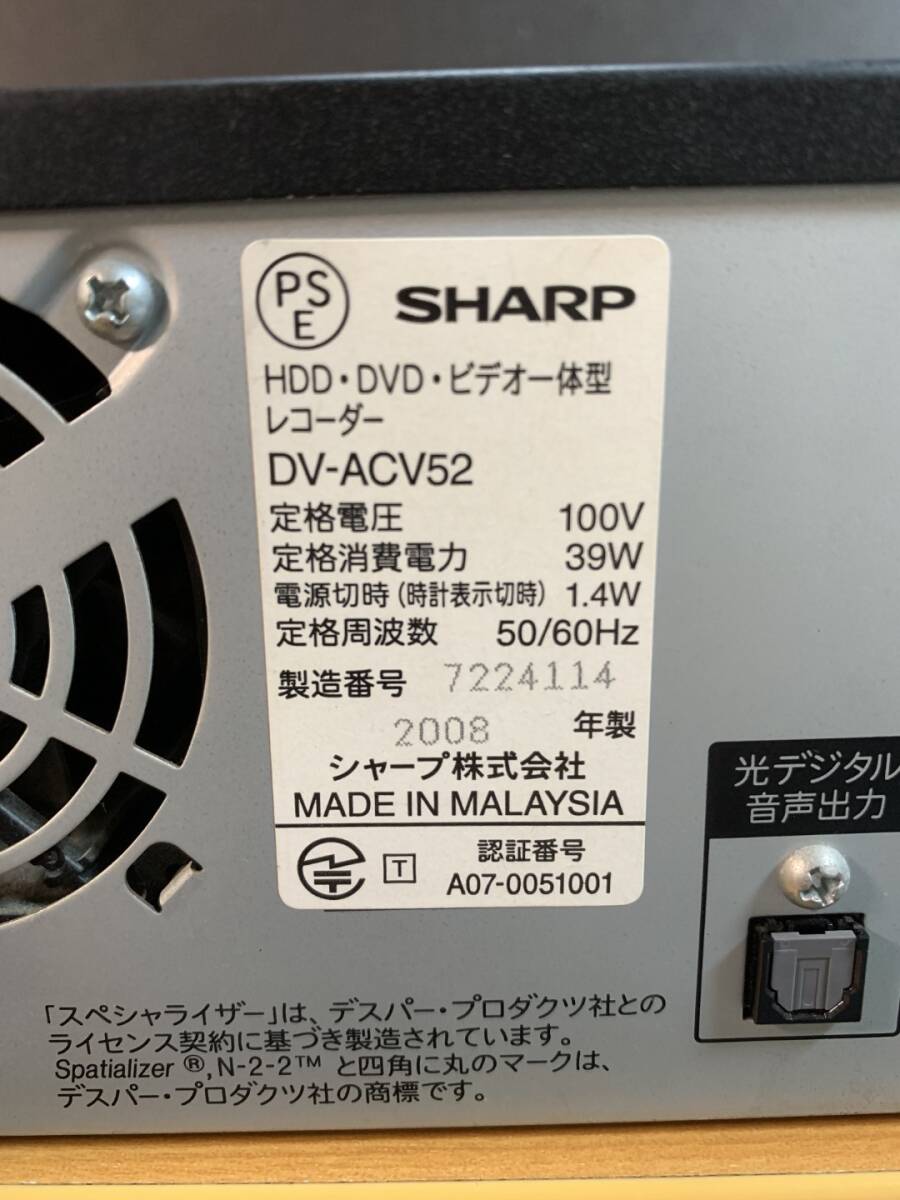 PS
E
SHARP
HDD・DVD・ビデオ一体型
レコーダー
DV-ACV52
定格電圧 100V
定格消費電力 39W
電源切時(時計表示切時) 1.4W
定格周波数 50/60Hz
製造番号 7224114
2008 年製
シャープ株式会社
MADE IN MALAYSIA
T
認証番号
A07-0051001
光デジタル
音声出力
「スペシャライザー」は、デスパー・プロダクツ社との
ライセンス契約に基づき製造されています。
Spatializer ®,N-2-2™ と四角に丸のマークは、
デスパー・プロダクツ社の商標です。